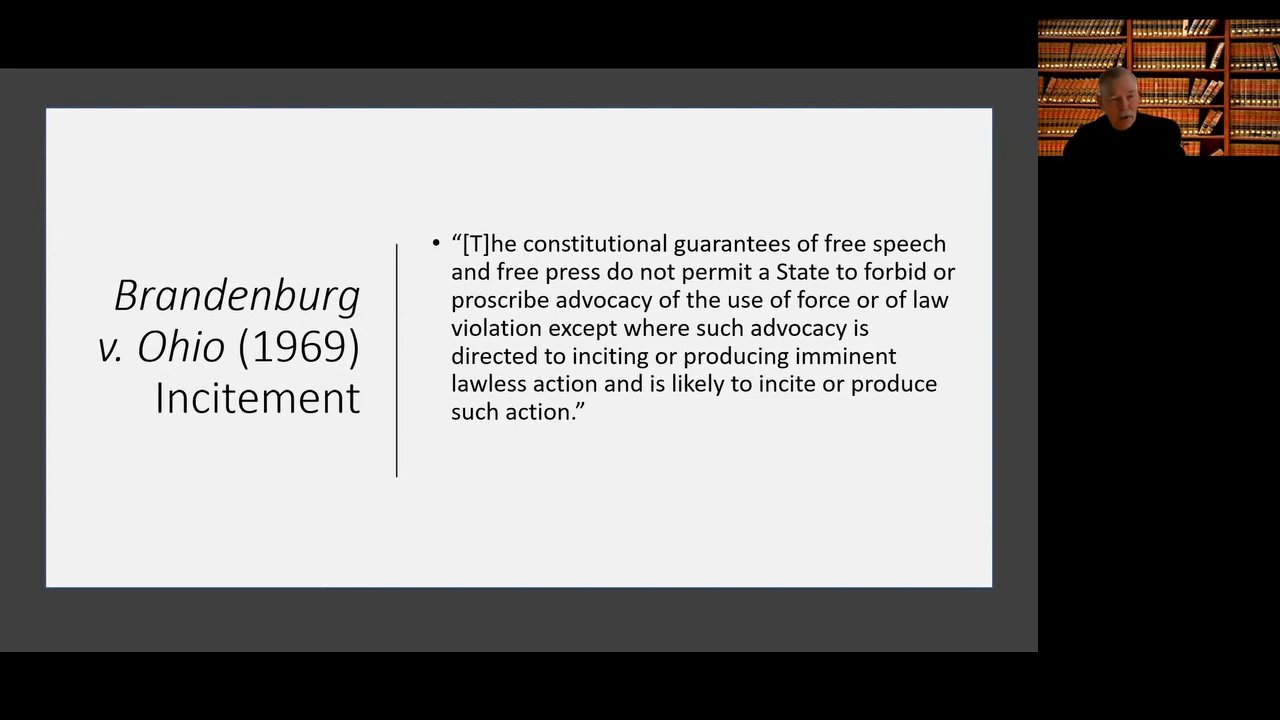 Brandenburg
v. Ohio (1969)
Incitement
• “[T]he constitutional guarantees of free speech
and free press do not permit a State to forbid or
proscribe advocacy of the use of force or of law
violation except where such advocacy is
directed to inciting or producing imminent
lawless action and is likely to incite or produce
such action.”